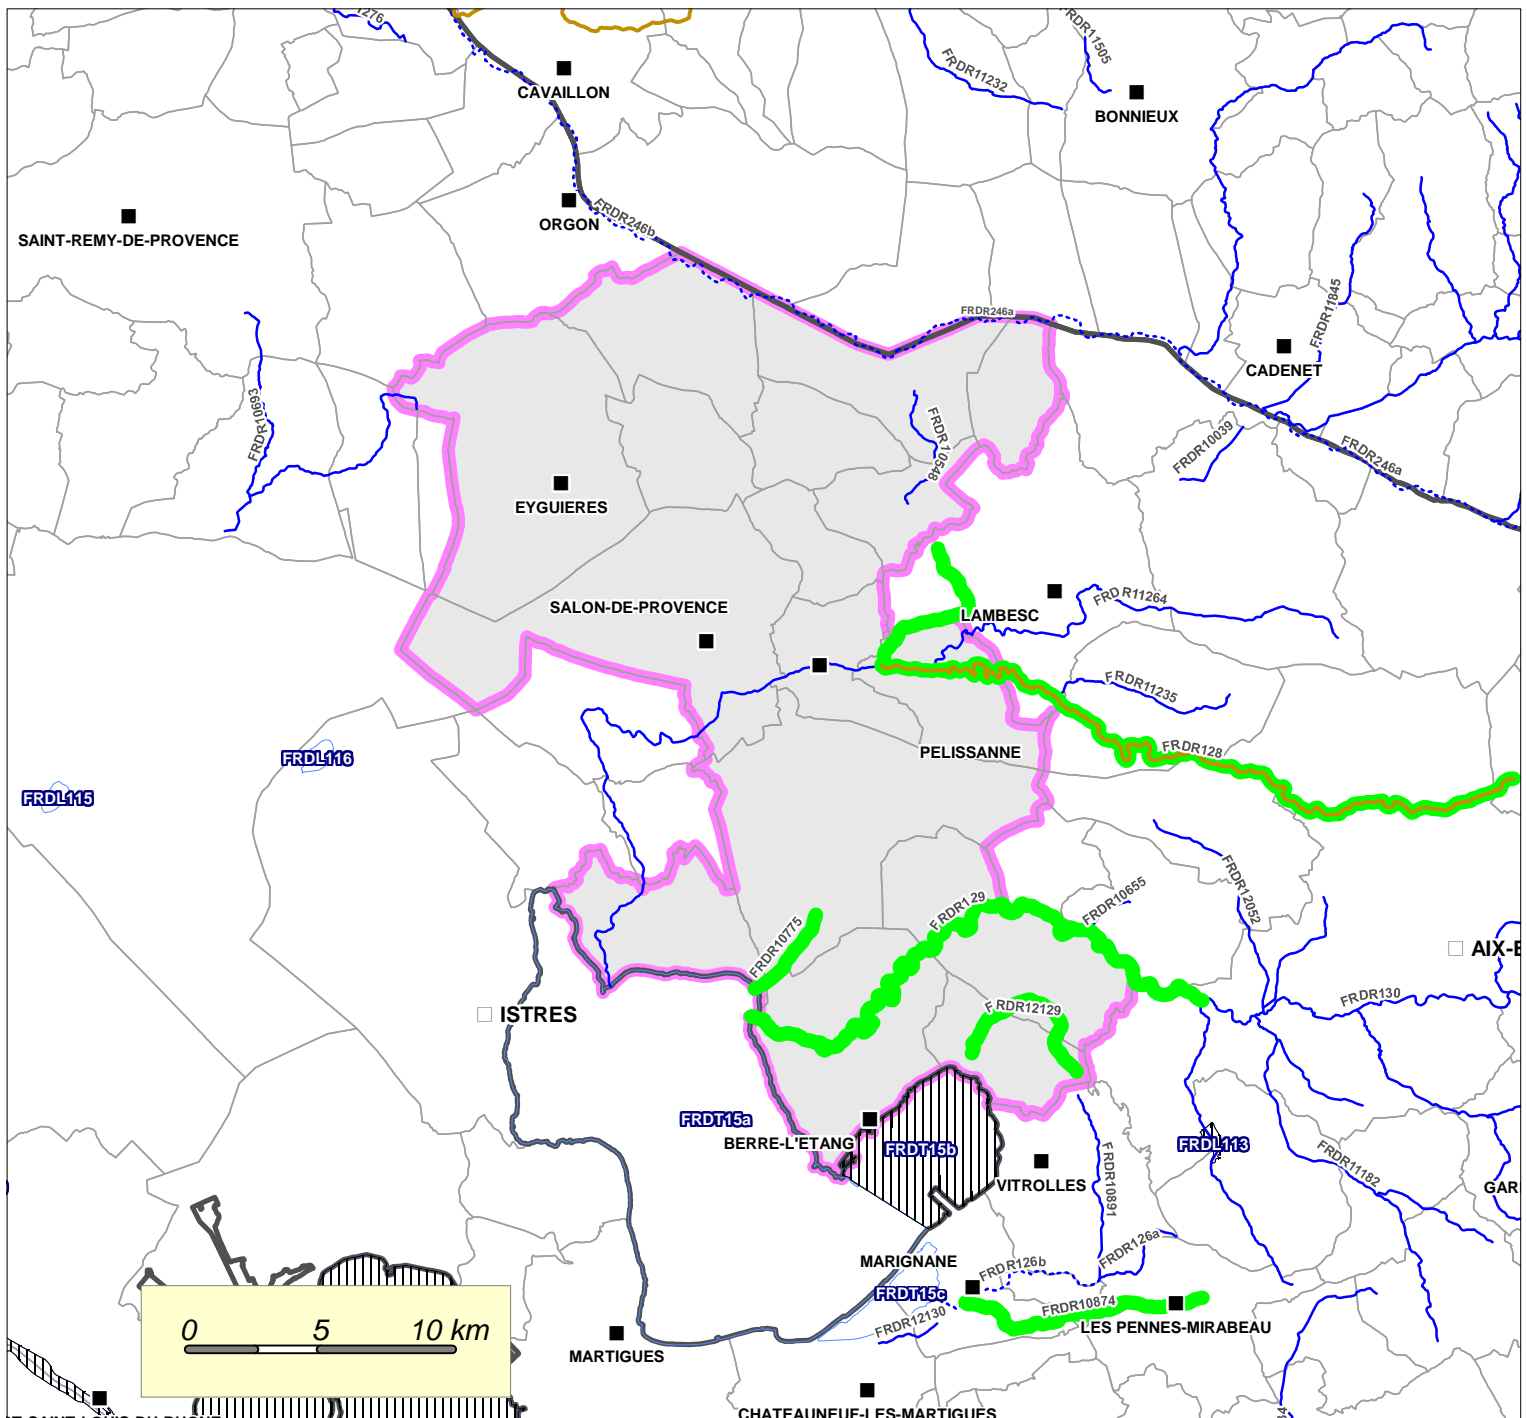 11276
FRDR11505
CAVAILLON
FRDR11232
BONNIEUX
SAINT-REMY-DE-PROVENCE
ORGON
FRDR246b
FRDR246a
FRDR11845
CADENET
FRDR10693
FRDR10548
FRDR10039
FRDR246a
EYGUIERES
SALON-DE-PROVENCE
LAMBESC
FRDR11264
FRDR11235
PELISSANNE
FRDR128
FRDL116
FRDL115
FRDR12052
FRDR10655
FRDR129
FRDR10775
AIX-E
ISTRES
FRDR130
FRDR12129
FRDT15a
BERRE-L'ETANG
FRDT15b
FRDL113
VITROLLES
FRDR10891
FRDR11182
GAR
MARIGNANE
FRDR126a
FRDR126b
FRDT15c
FRDR10874
FRDR12130
LES PENNES-MIRABEAU
0 5 10 km
MARTIGUES
CHATEAUNEUF-LES-MARTIGUES